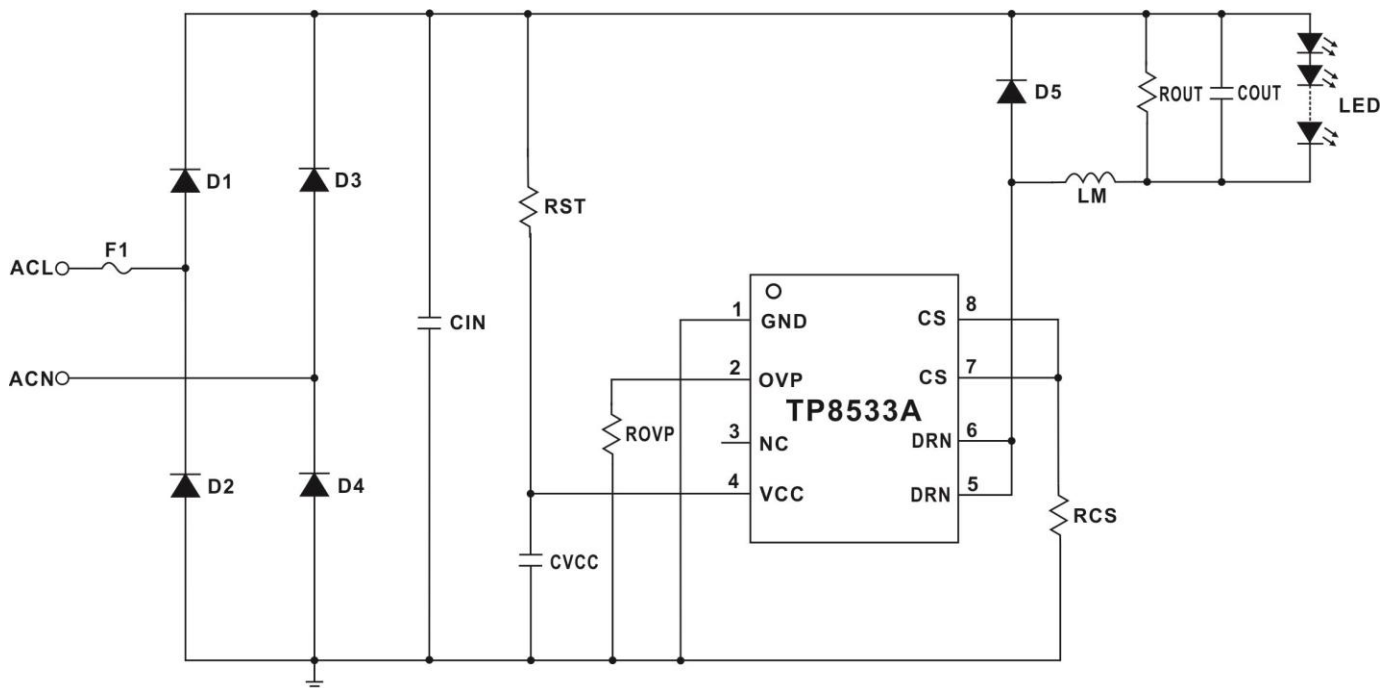 D5
ROUT
COUT
LED
D1
D3
RST
LM
F1
ACL
ACN
CIN
1
GND
CS
8
2
OVP
CS
7
TP8533A
ROVP
3
NC
DRN
6
4
VCC
DRN
5
D2
D4
RCS
CVCC